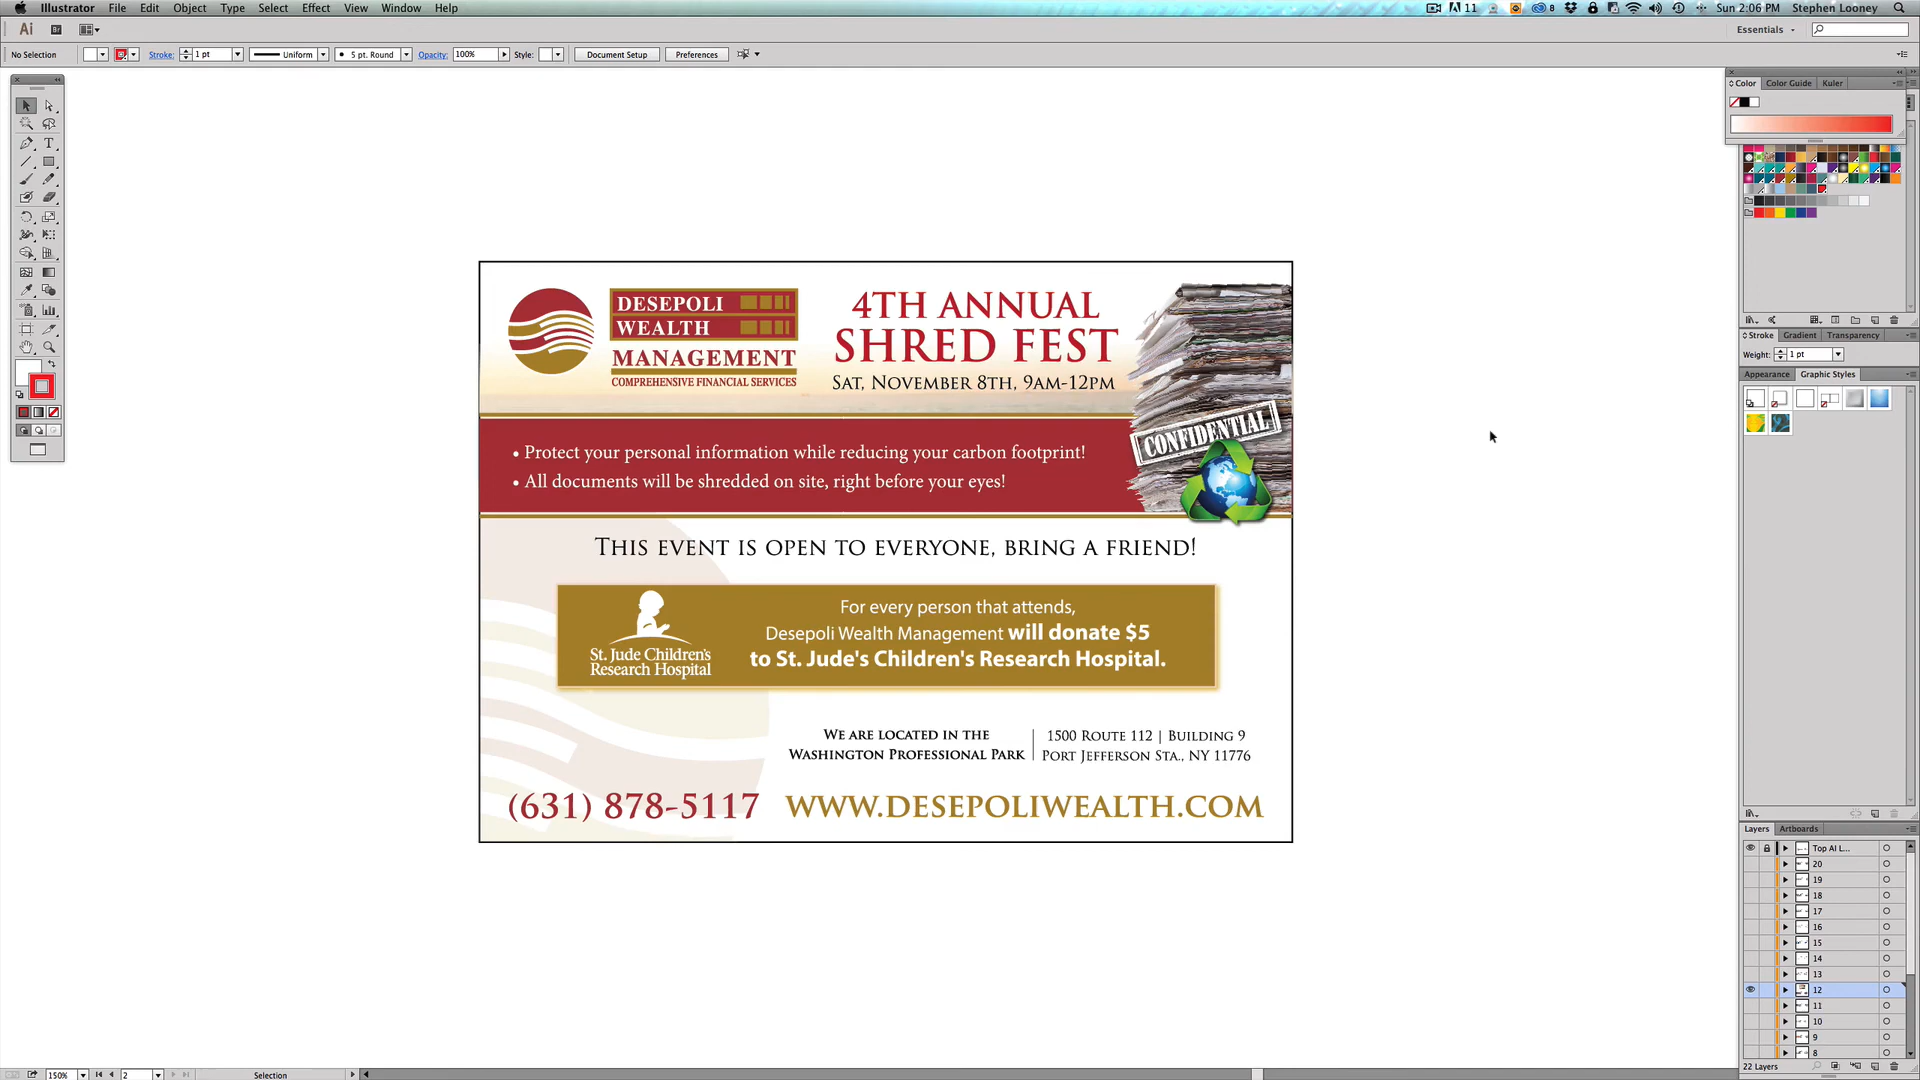 Illustrator File Edit Object Type Select Effect View Window Help
11
8
Sun 2:06 PM Stephen Looney
Ai Br
Essentials
No Selection
Stroke: 1 pt Uniform 5 pt. Round Opacity: 100% Style: Document Setup Preferences
Color Color Guide Kuler
Stroke Gradient Transparency
Weight: 1 pt
Appearance Graphic Styles
DESEPOLI
WEALTH
MANAGEMENT
COMPREHENSIVE FINANCIAL SERVICES
4TH ANNUAL
SHRED FEST
SAT, NOVEMBER 8TH, 9AM-12PM
CONFIDENTIAL
• Protect your personal information while reducing your carbon footprint!
• All documents will be shredded on site, right before your eyes!
THIS EVENT IS OPEN TO EVERYONE, BRING A FRIEND!
St. Jude Children's
Research Hospital
For every person that attends,
Desepoli Wealth Management will donate $5
to St. Jude's Children's Research Hospital.
WE ARE LOCATED IN THE
WASHINGTON PROFESSIONAL PARK
1500 ROUTE 112 | BUILDING 9
PORT JEFFERSON STA., NY 11776
(631) 878-5117 WWW.DESEPOLIWEALTH.COM
Layers Artboards
Top AI L...
20
19
18
17
16
15
14
13
12
11
10
9
8
22 Layers
150% 2 Selection